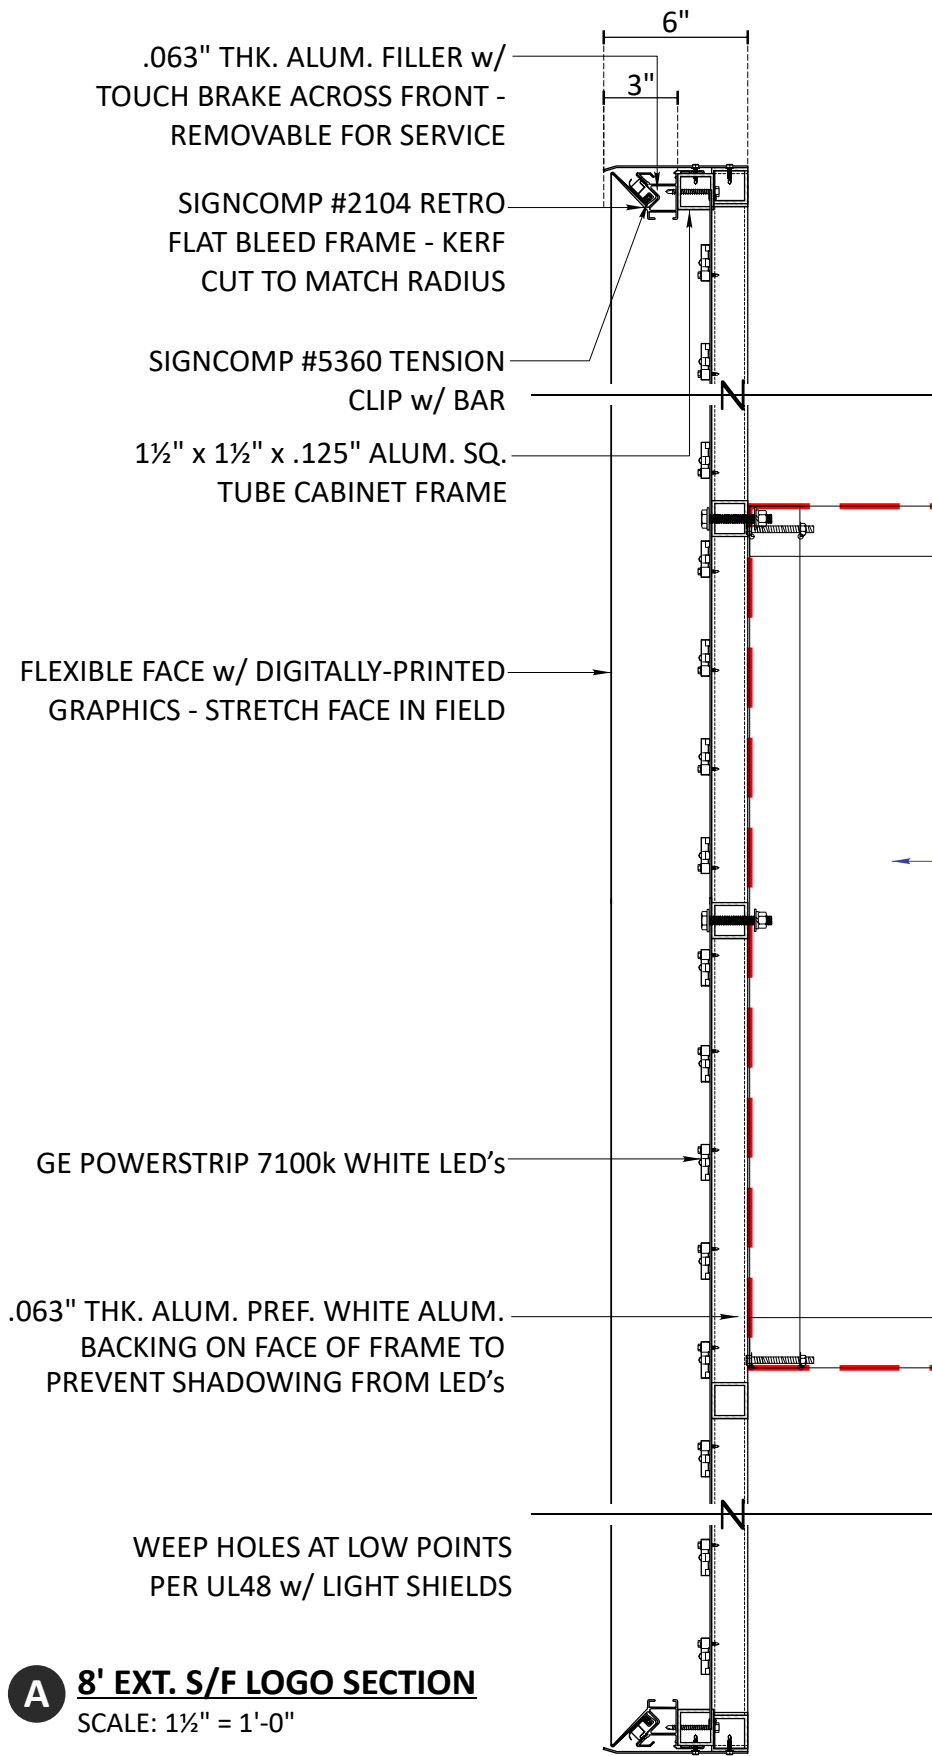 6"
.063" THK. ALUM. FILLER w/
TOUCH BRAKE ACROSS FRONT -
REMOVABLE FOR SERVICE
3"
SIGNCOMP #2104 RETRO
FLAT BLEED FRAME - KERF
CUT TO MATCH RADIUS
SIGNCOMP #5360 TENSION
CLIP w/ BAR
1½" x 1½" x .125" ALUM. SQ.
TUBE CABINET FRAME
FLEXIBLE FACE w/ DIGITALLY-PRINTED
GRAPHICS - STRETCH FACE IN FIELD
GE POWERSTRIP 7100k WHITE LED's
.063" THK. ALUM. PREF. WHITE ALUM.
BACKING ON FACE OF FRAME TO
PREVENT SHADOWING FROM LED's
WEEP HOLES AT LOW POINTS
PER UL48 w/ LIGHT SHIELDS
A 8' EXT. S/F LOGO SECTION
SCALE: 1½" = 1'-0"